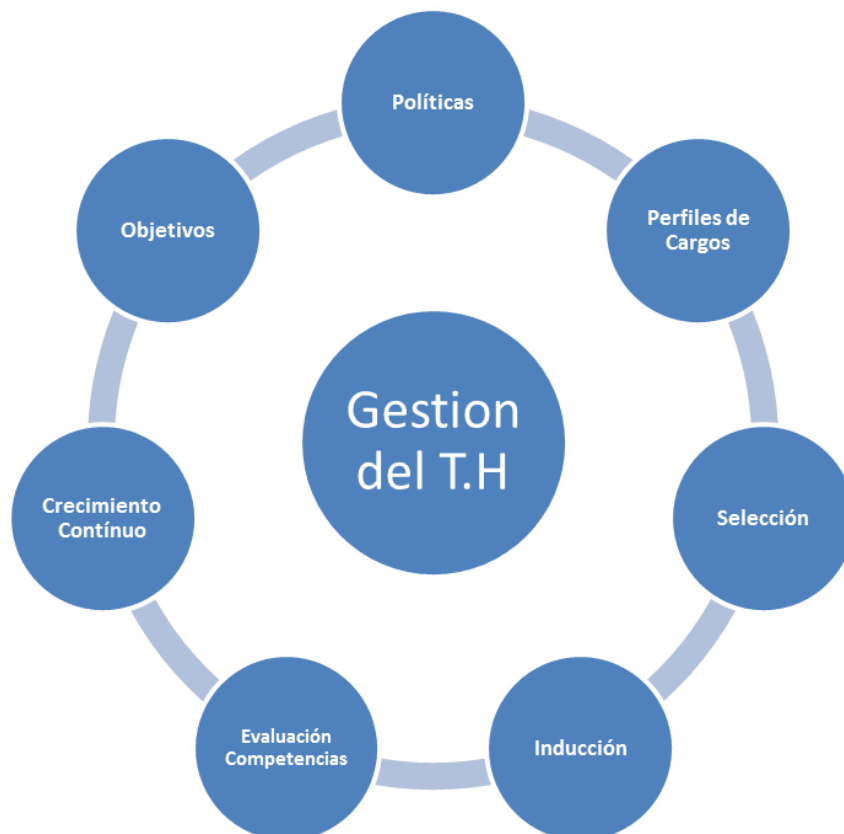 Políticas
Perfiles de
Cargos
Selección
Inducción
Evaluación
Competencias
Crecimiento
Contínuo
Objetivos
Gestion
del T.H